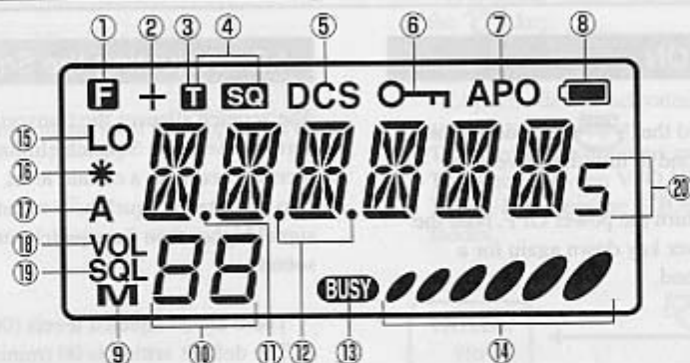 ① ② ③ ④ ⑤ ⑥ ⑦ ⑧
F + T SQ DCS APO
⑮ LO
⑯ *
⑰ A 5 ⑳
⑱ VOL
⑲ SQL 88 BUSY
M
⑨ ⑩ ⑪ ⑫ ⑬ ⑭